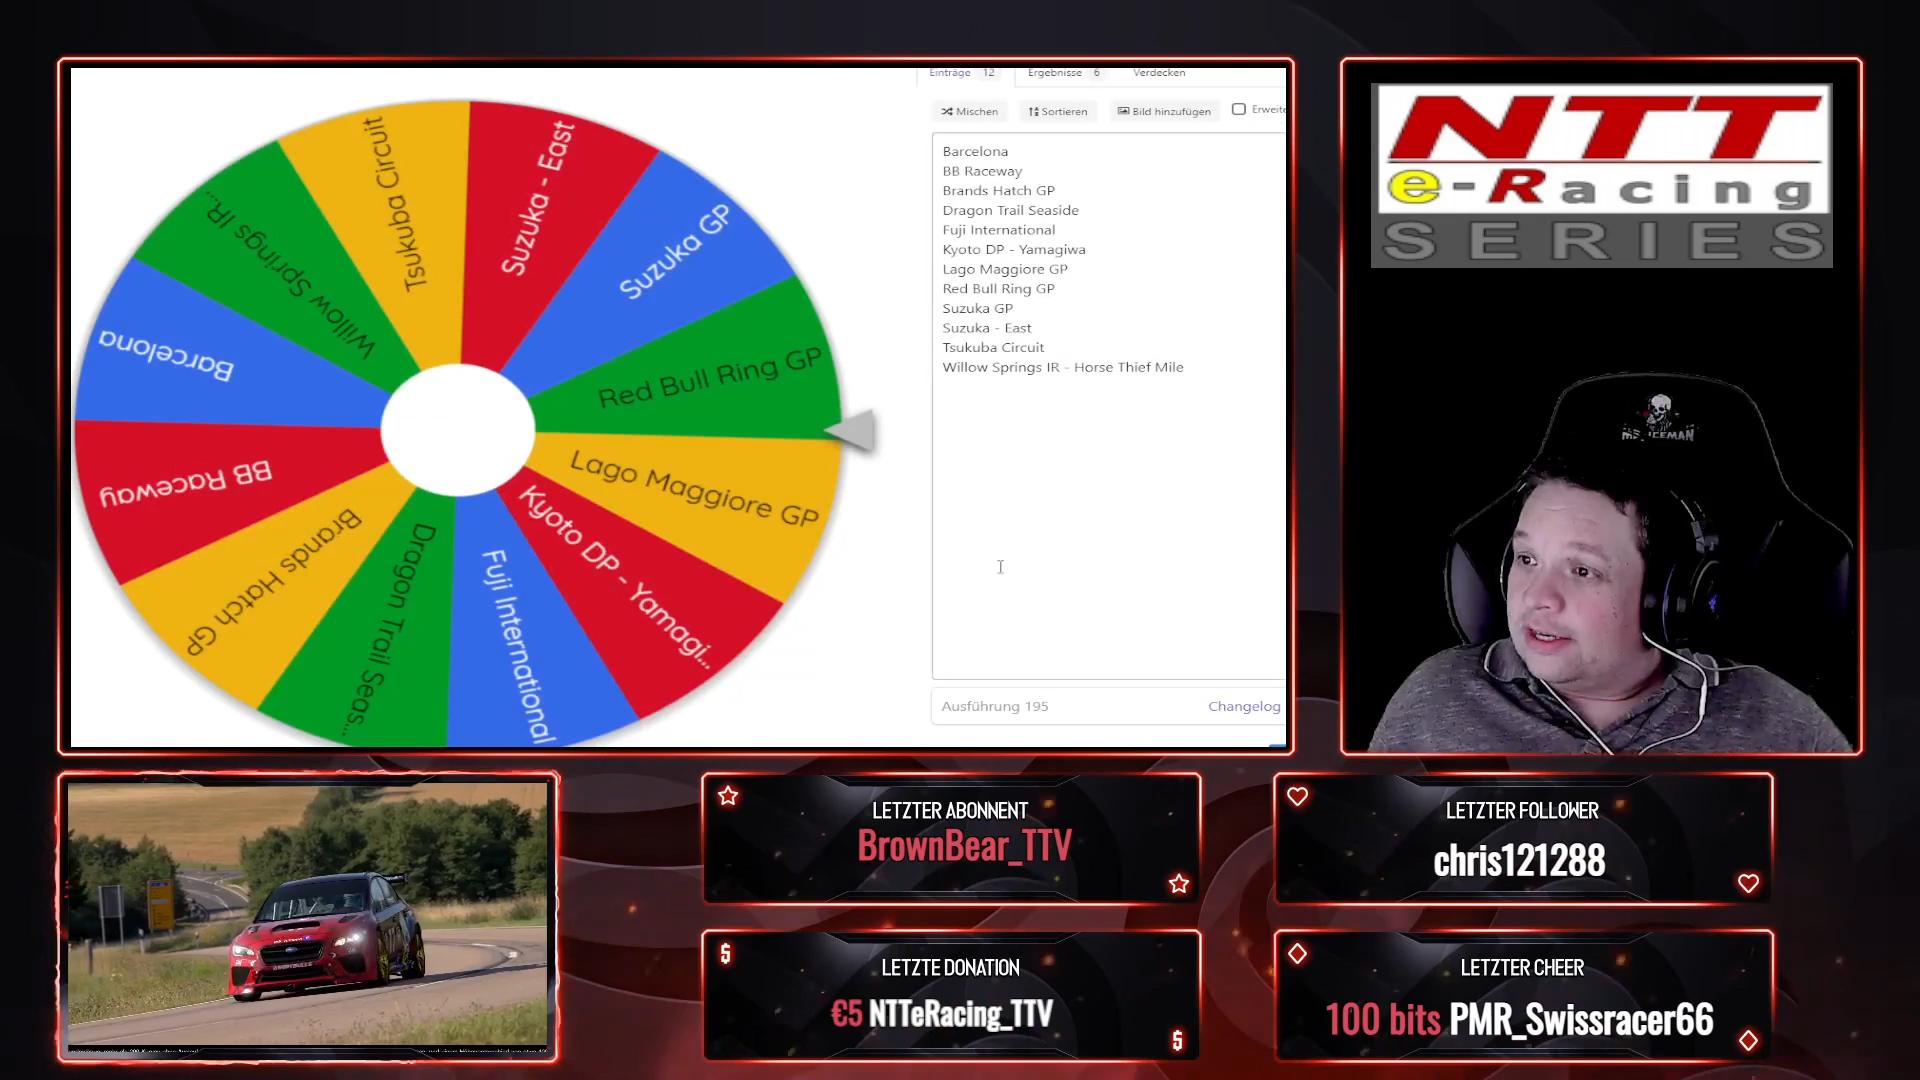 Einträge 12 Ergebnisse 6 Verdecken
Mischen Sortieren Bild hinzufügen Erweite
Barcelona
BB Raceway
Brands Hatch GP
Dragon Trail Seaside
Fuji International
Kyoto DP - Yamagiwa
Lago Maggiore GP
Red Bull Ring GP
Suzuka GP
Suzuka - East
Tsukuba Circuit
Willow Springs IR - Horse Thief Mile
Ausführung 195 Changelog
Tsukuba Circuit
Suzuka - East
Suzuka GP
Red Bull Ring GP
Lago Maggiore GP
Kyoto DP - Yamagi...
Fuji International
Dragon Trail Seas...
Brands Hatch GP
BB Raceway
Barcelona
Willow Springs IR...
NTT
e-Racing
SERIES
LETZTER ABONNENT
BrownBear_TTV
LETZTER FOLLOWER
chris121288
LETZTE DONATION
€5 NTTeRacing_TTV
LETZTER CHEER
100 bits PMR_Swissracer66